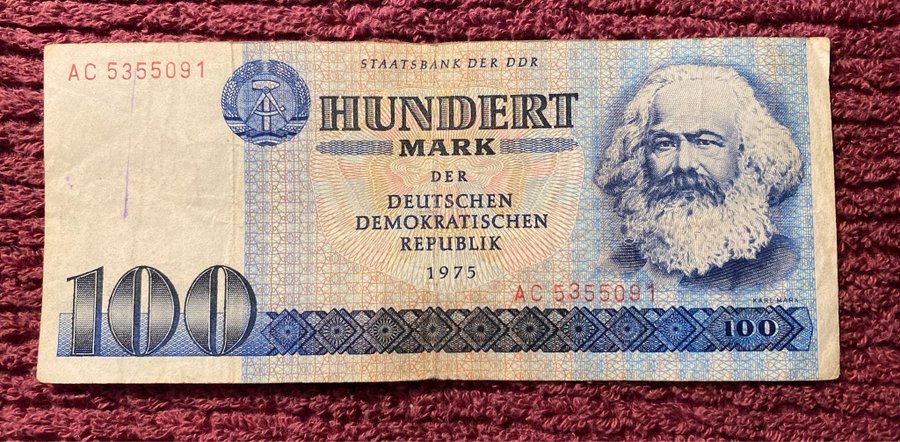 AC 5355091
STAATSBANK DER DDR
HUNDERT
MARK
DER
DEUTSCHEN
DEMOKRATISCHEN
REPUBLIK
1975
AC 5355091
KARL MARX
100
100